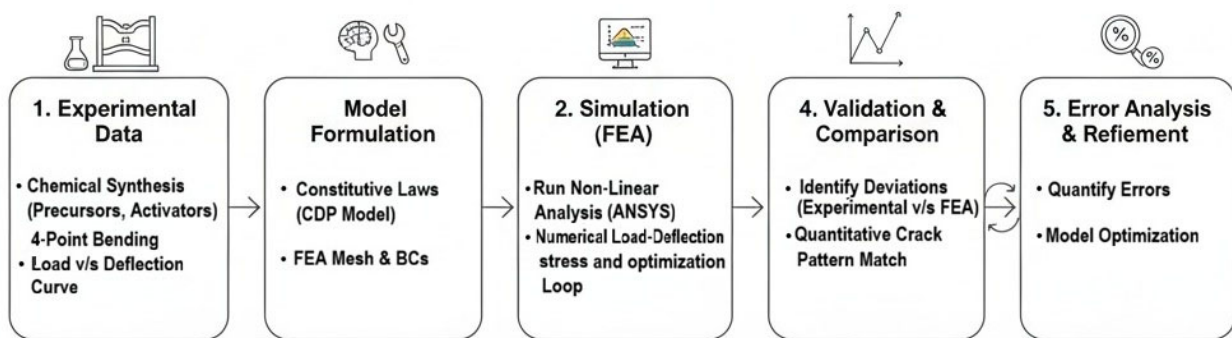 1. Experimental
Data
• Chemical Synthesis
(Precursors, Activators)
4-Point Bending
• Load v/s Deflection
Curve
Model
Formulation
• Constitutive Laws
(CDP Model)
• FEA Mesh & BCs
2. Simulation
(FEA)
• Run Non-Linear
Analysis (ANSYS)
• Numerical Load-Deflection
stress and optimization
Loop
4. Validation &
Comparison
• Identify Deviations
(Experimental v/s FEA)
• Quantitative Crack
Pattern Match
%
%
5. Error Analysis
& Refiement
• Quantify Errors
• Model Optimization